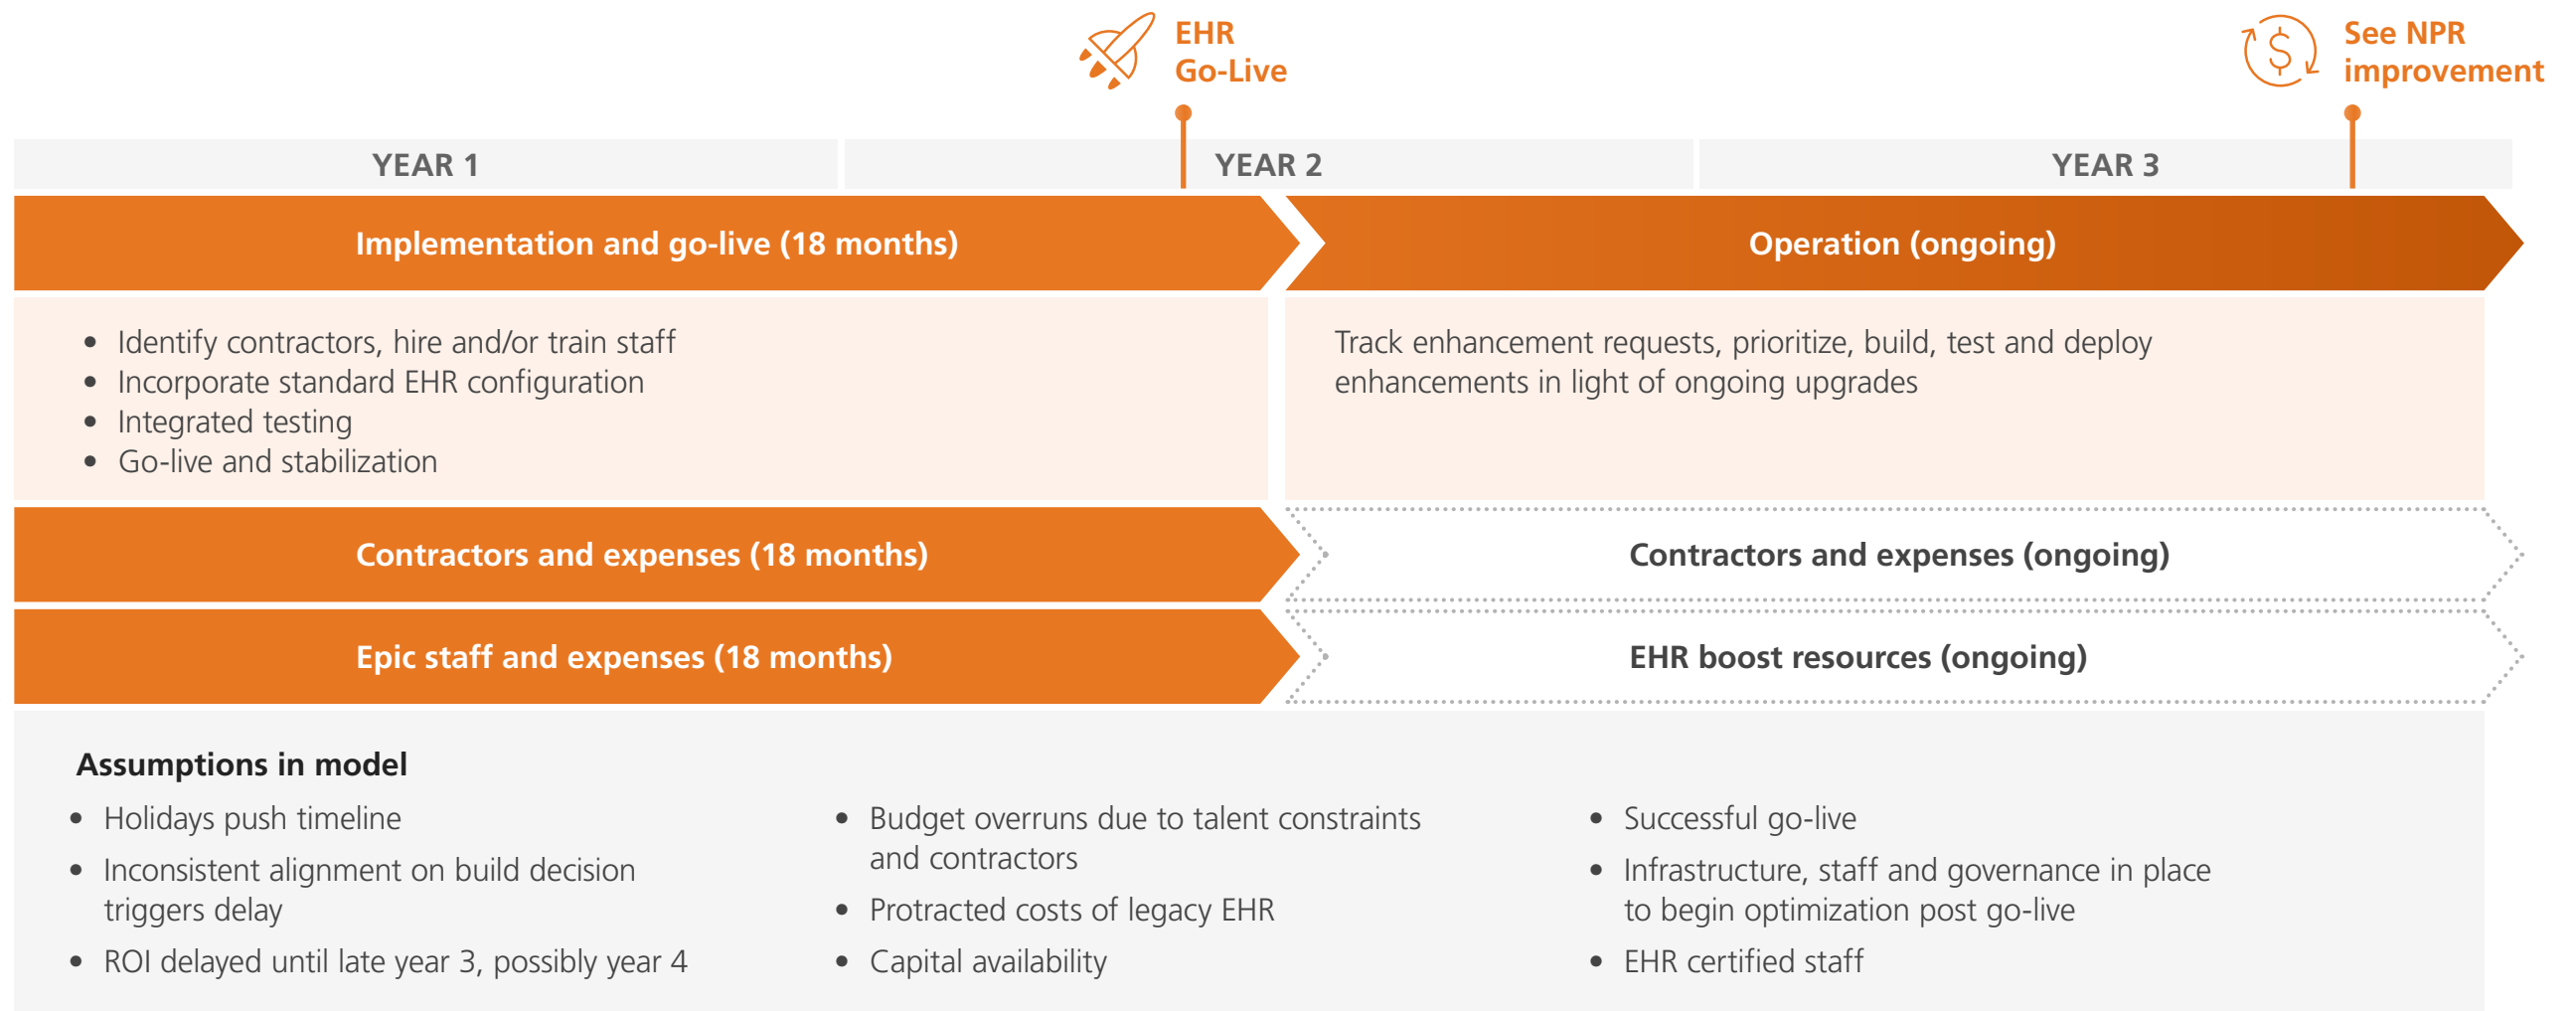 EHR
Go-Live
See NPR
improvement
YEAR 1
YEAR 2
YEAR 3
Implementation and go-live (18 months)
Operation (ongoing)
• Identify contractors, hire and/or train staff
• Incorporate standard EHR configuration
• Integrated testing
• Go-live and stabilization
Track enhancement requests, prioritize, build, test and deploy
enhancements in light of ongoing upgrades
Contractors and expenses (18 months)
Contractors and expenses (ongoing)
Epic staff and expenses (18 months)
EHR boost resources (ongoing)
Assumptions in model
• Holidays push timeline
• Inconsistent alignment on build decision
triggers delay
• ROI delayed until late year 3, possibly year 4
• Budget overruns due to talent constraints
and contractors
• Protracted costs of legacy EHR
• Capital availability
• Successful go-live
• Infrastructure, staff and governance in place
to begin optimization post go-live
• EHR certified staff